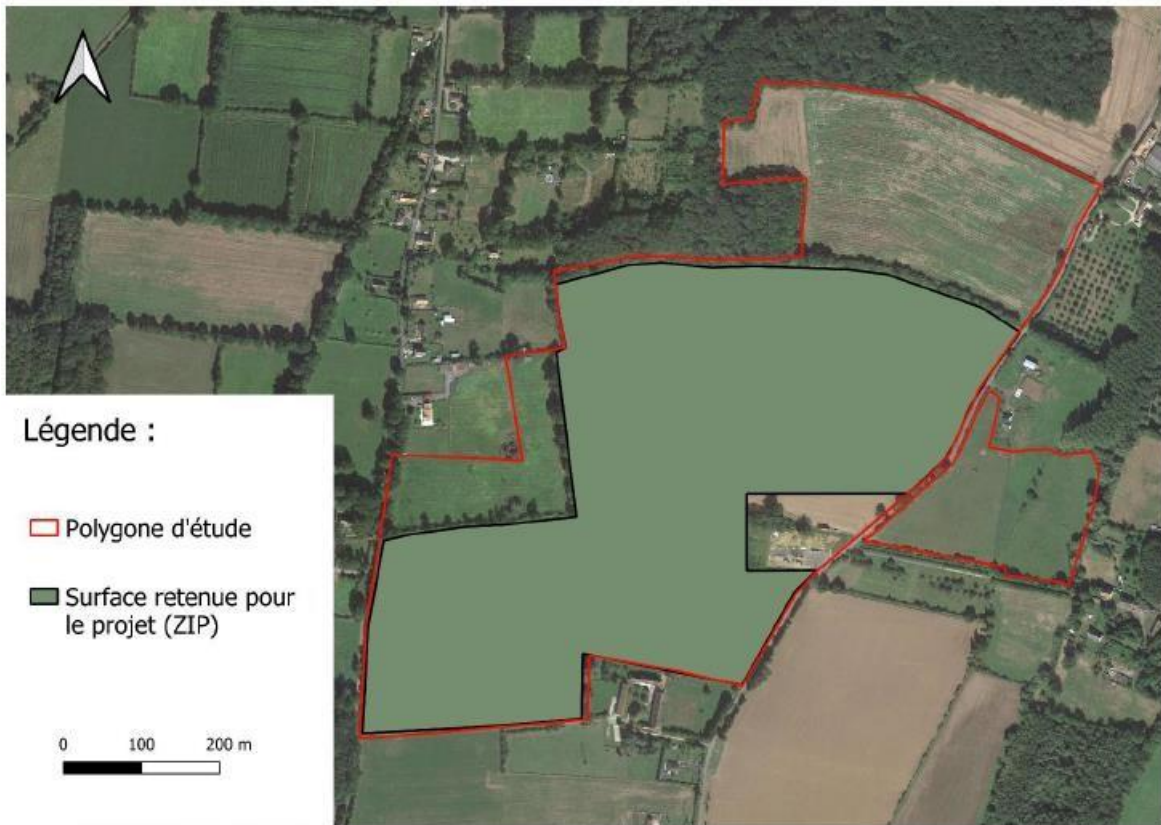 Légende :
Polygone d'étude
Surface retenue pour
le projet (ZIP)
0 100 200 m